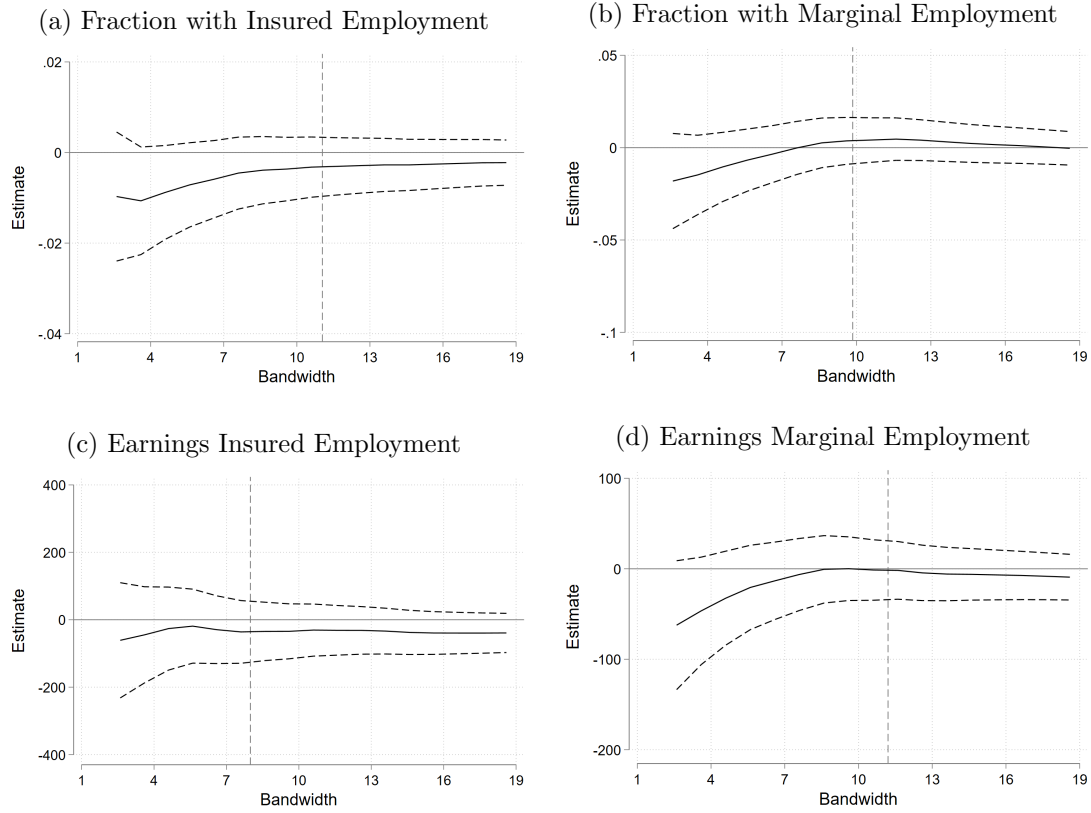 (a) Fraction with Insured Employment
.02
0
-.02
-.04
Estimate
1 4 7 10 13 16 19
Bandwidth
(b) Fraction with Marginal Employment
.05
0
-.05
-.1
Estimate
1 4 7 10 13 16 19
Bandwidth
(c) Earnings Insured Employment
400
200
0
-200
-400
Estimate
1 4 7 10 13 16 19
Bandwidth
(d) Earnings Marginal Employment
100
0
-100
-200
Estimate
1 4 7 10 13 16 19
Bandwidth